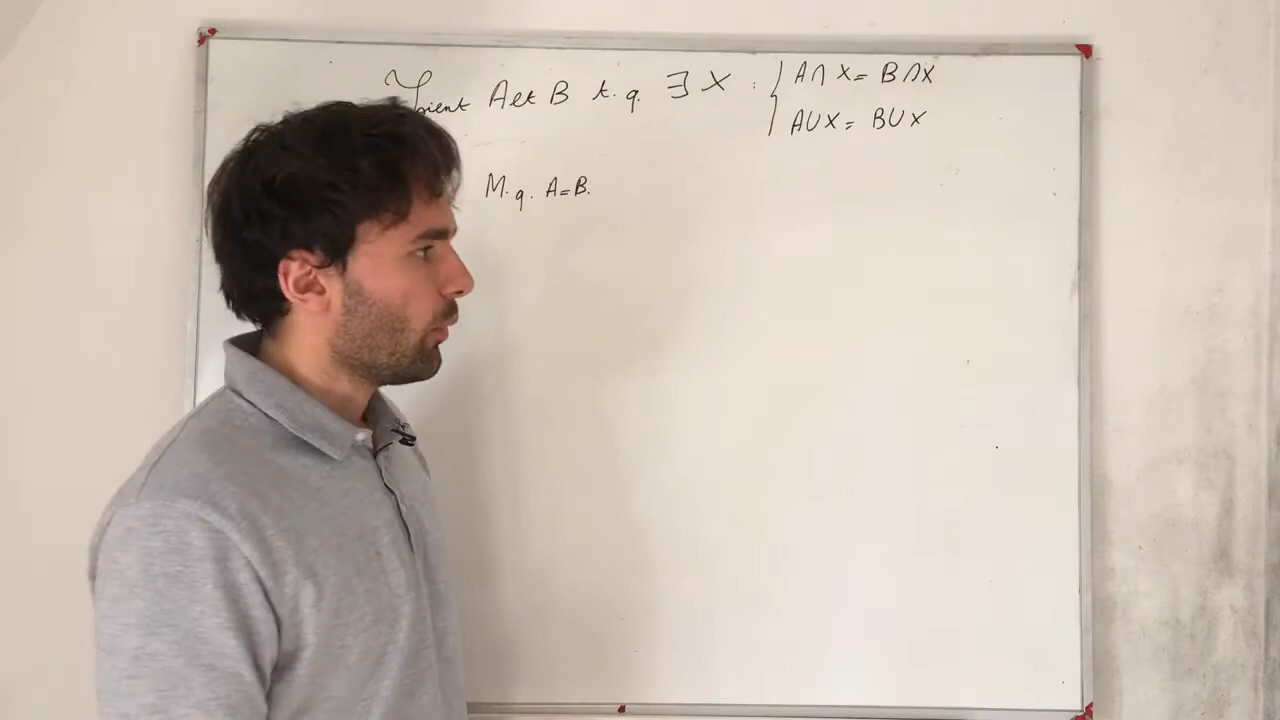 Soient A et B t.q. ∃ X : { A∩X = B∩X
A∪X = B∪X
M.q. A=B.